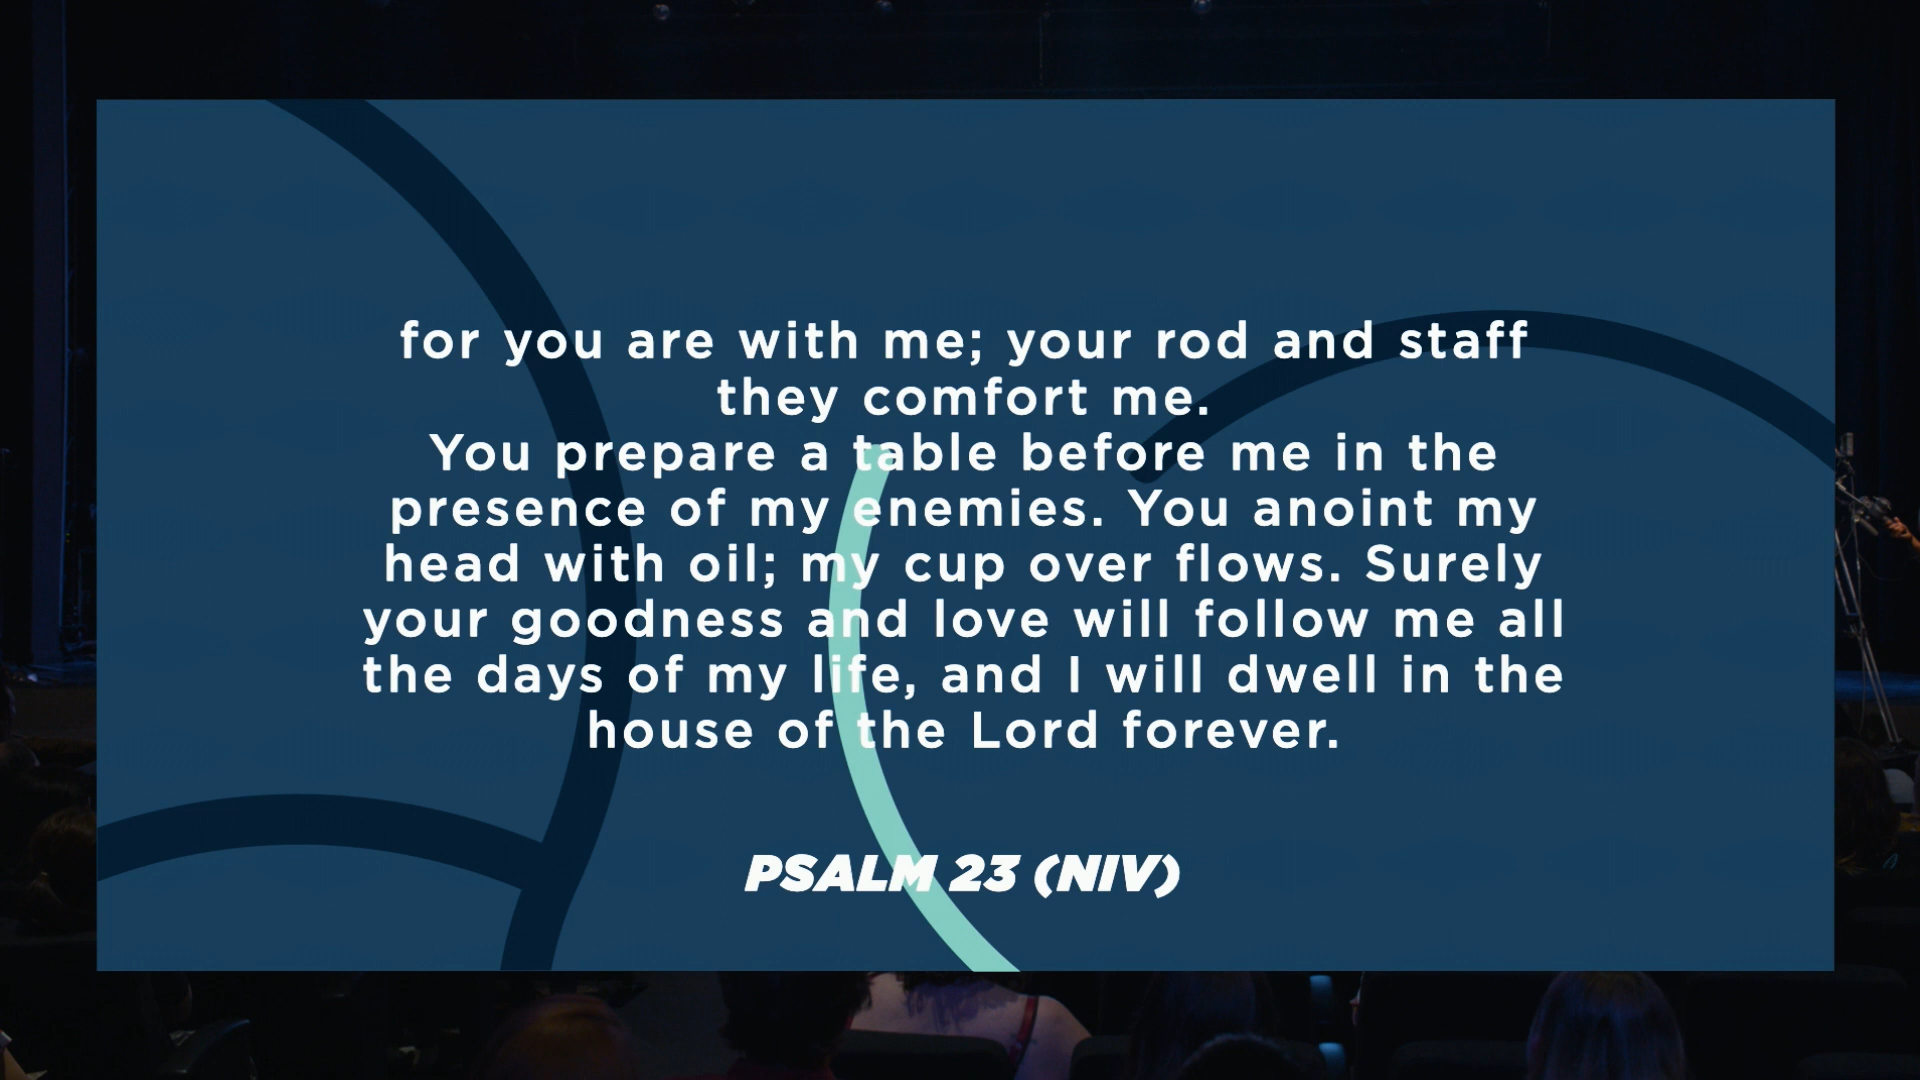 for you are with me; your rod and staff
they comfort me.
You prepare a table before me in the
presence of my enemies. You anoint my
head with oil; my cup over flows. Surely
your goodness and love will follow me all
the days of my life, and I will dwell in the
house of the Lord forever.
PSALM 23 (NIV)